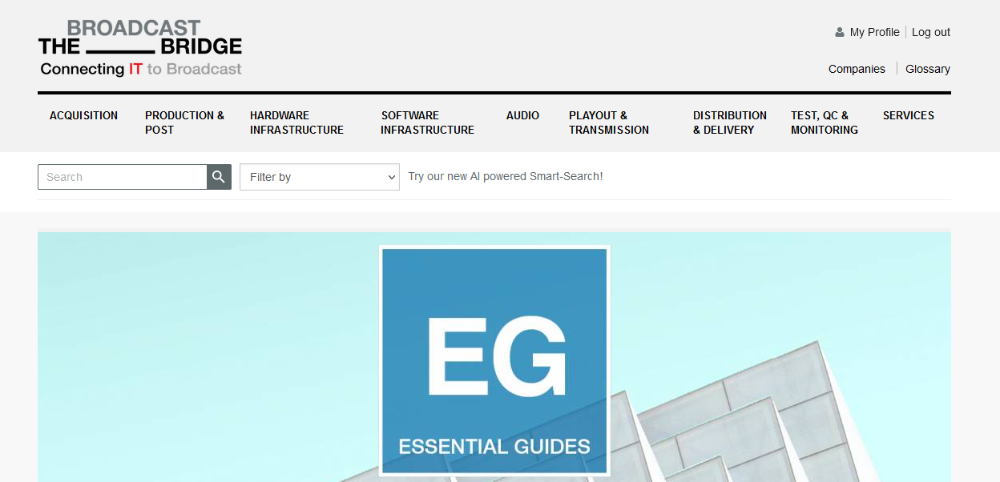 BROADCAST
THE BRIDGE
Connecting IT to Broadcast
My Profile Log out
Companies Glossary
ACQUISITION
PRODUCTION &
POST
HARDWARE
INFRASTRUCTURE
SOFTWARE
INFRASTRUCTURE
AUDIO
PLAYOUT &
TRANSMISSION
DISTRIBUTION
& DELIVERY
TEST, QC &
MONITORING
SERVICES
Search
Filter by
Try our new AI powered Smart-Search!
EG
ESSENTIAL GUIDES